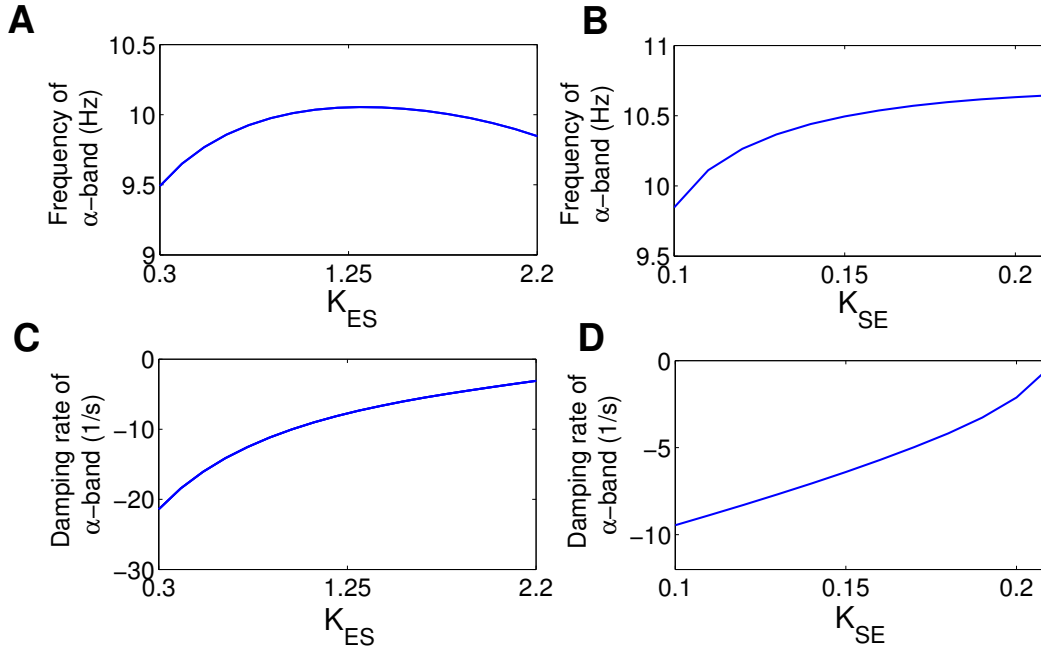 A
Frequency of
α−band (Hz)
10.5
10
9.5
9
0.3
1.25
2.2
K_ES
B
Frequency of
α−band (Hz)
11
10.5
10
9.5
0.1
0.15
0.2
K_SE
C
Damping rate of
α−band (1/s)
0
−10
−20
−30
0.3
1.25
2.2
K_ES
D
Damping rate of
α−band (1/s)
0
−5
−10
0.1
0.15
0.2
K_SE